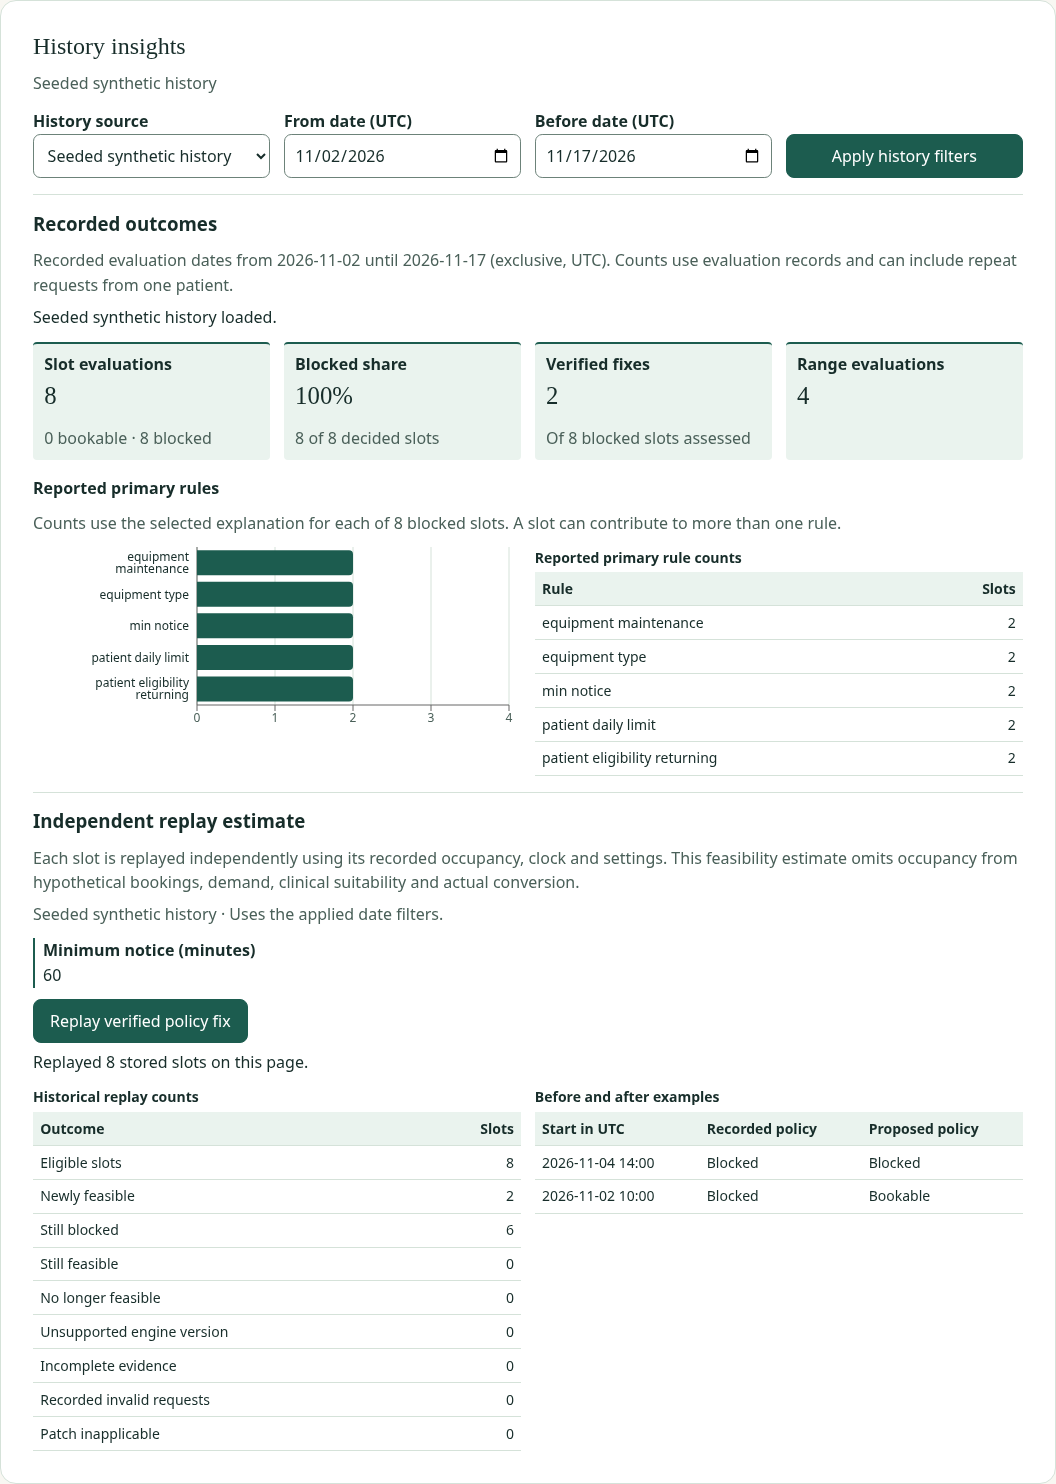 History insights
Seeded synthetic history
History source
From date (UTC)
Before date (UTC)
Seeded synthetic history
11/02/2026
11/17/2026
Apply history filters
Recorded outcomes
Recorded evaluation dates from 2026-11-02 until 2026-11-17 (exclusive, UTC). Counts use evaluation records and can include repeat
requests from one patient.
Seeded synthetic history loaded.
Slot evaluations
8
0 bookable · 8 blocked
Blocked share
100%
8 of 8 decided slots
Verified fixes
2
Of 8 blocked slots assessed
Range evaluations
4
Reported primary rules
Counts use the selected explanation for each of 8 blocked slots. A slot can contribute to more than one rule.
equipment
maintenance
equipment type
min notice
patient daily limit
patient eligibility
returning
0 1 2 3 4
Reported primary rule counts
Rule Slots
equipment maintenance 2
equipment type 2
min notice 2
patient daily limit 2
patient eligibility returning 2
Independent replay estimate
Each slot is replayed independently using its recorded occupancy, clock and settings. This feasibility estimate omits occupancy from
hypothetical bookings, demand, clinical suitability and actual conversion.
Seeded synthetic history · Uses the applied date filters.
Minimum notice (minutes)
60
Replay verified policy fix
Replayed 8 stored slots on this page.
Historical replay counts
Outcome Slots
Eligible slots 8
Newly feasible 2
Still blocked 6
Still feasible 0
No longer feasible 0
Unsupported engine version 0
Incomplete evidence 0
Recorded invalid requests 0
Patch inapplicable 0
Before and after examples
Start in UTC Recorded policy Proposed policy
2026-11-04 14:00 Blocked Blocked
2026-11-02 10:00 Blocked Bookable